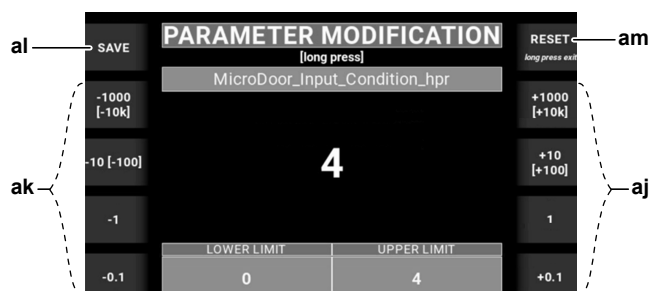 al
SAVE
PARAMETER MODIFICATION
[long press]
RESET
long press exit
am
MicroDoor_Input_Condition_hpr
-1000
[-10k]
+1000
[+10k]
ak
-10 [-100]
4
+10
[+100]
aj
-1
1
LOWER LIMIT
UPPER LIMIT
-0.1
0
4
+0.1